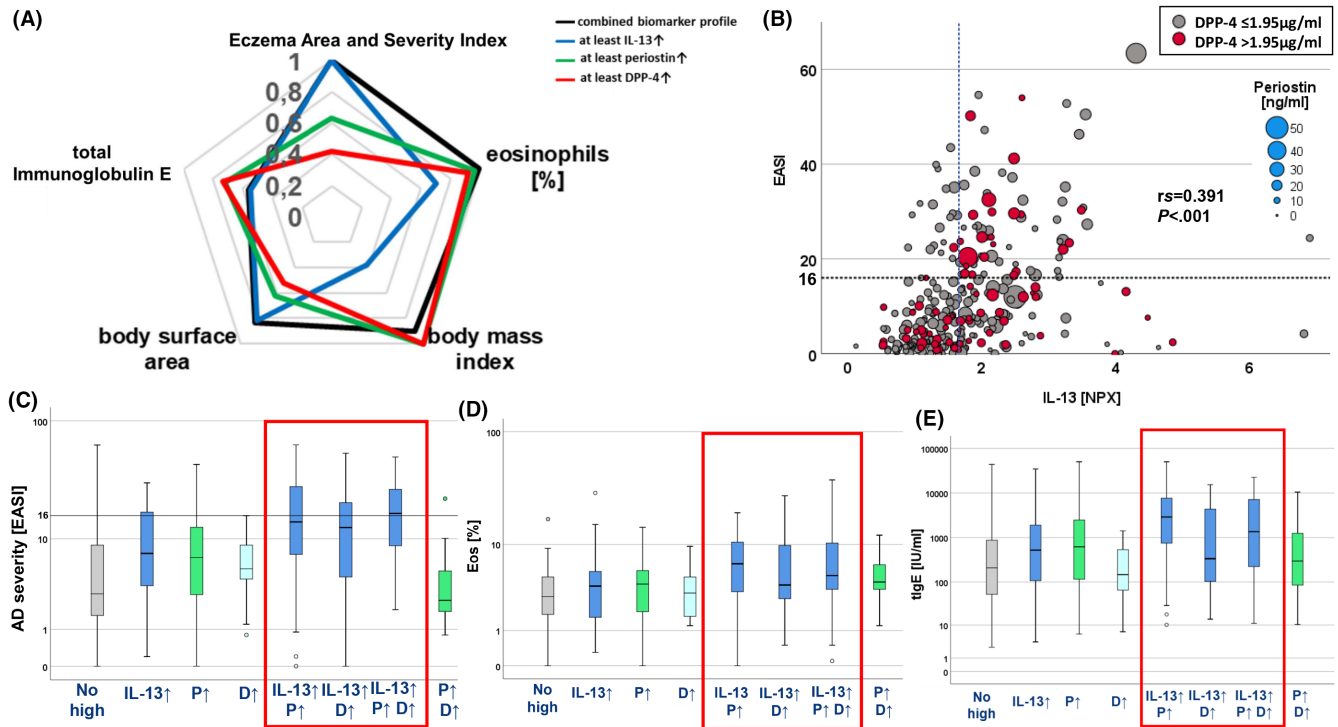 (A)
combined biomarker profile
at least IL-13↑
at least periostin↑
at least DPP-4↑
Eczema Area and Severity Index
1
0,8
0,6
0,4
0,2
0
total
Immunoglobulin E
eosinophils
[%]
body surface
area
body mass
index
(B)
DPP-4 ≤1.95µg/ml
DPP-4 >1.95µg/ml
Periostin
[ng/ml]
50
40
30
20
10
0
rs=0.391
P<.001
EASI
60
40
20
16
0
0 2 4 6
IL-13 [NPX]
(C)
AD severity [EASI]
100
16
10
1
0
No
high
IL-13↑
P↑
D↑
IL-13↑
P↑
IL-13↑
D↑
IL-13↑
P↑ D↑
P↑
D↑
(D)
Eos [%]
100
10
1
0
No
high
IL-13↑
P↑
D↑
IL-13
P↑
IL-13↑
D↑
IL-13↑
P↑ D↑
P↑
D↑
(E)
tIgE [IU/ml]
100000
10000
1000
100
10
1
0
No
high
IL-13↑
P↑
D↑
IL-13↑
P↑
IL-13↑
D↑
IL-13↑
P↑ D↑
P↑
D↑